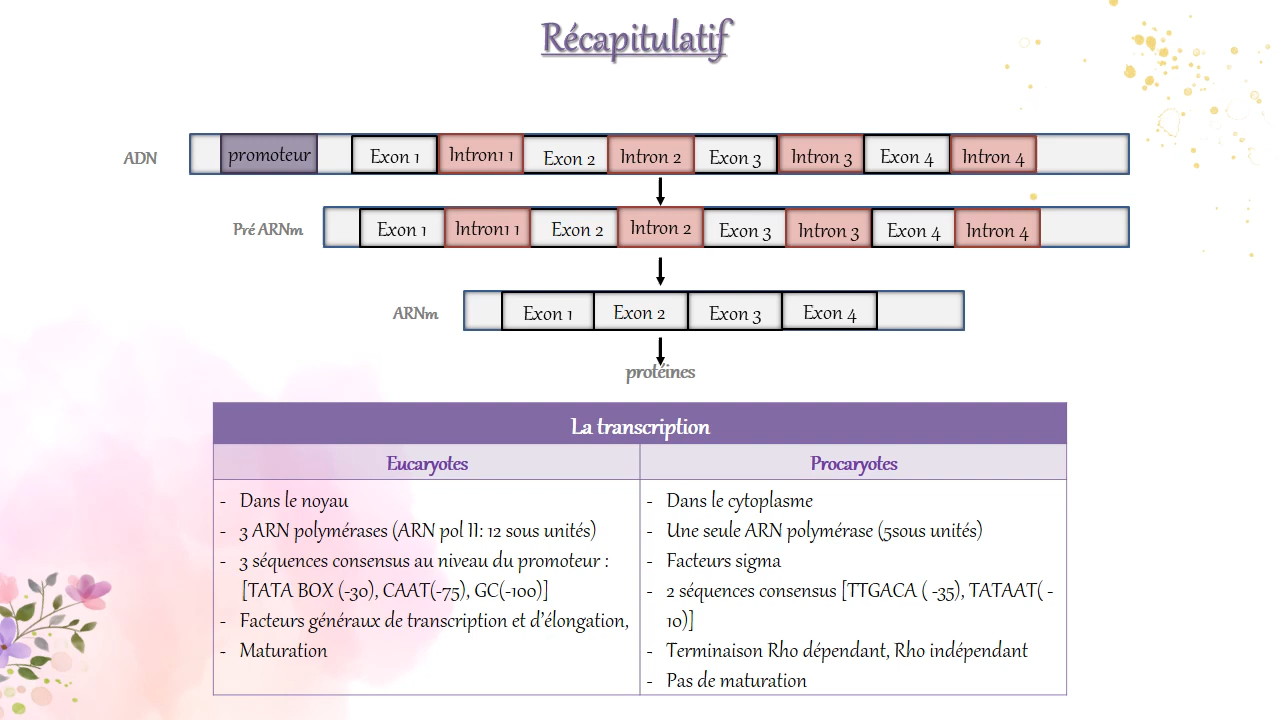 Récapitulatif
ADN
promoteur
Exon 1
Intron1 1
Exon 2
Intron 2
Exon 3
Intron 3
Exon 4
Intron 4
Pré ARNm
Exon 1
Intron1 1
Exon 2
Intron 2
Exon 3
Intron 3
Exon 4
Intron 4
ARNm
Exon 1
Exon 2
Exon 3
Exon 4
protéines
La transcription
Eucaryotes
- Dans le noyau
- 3 ARN polymérases (ARN pol II: 12 sous unités)
- 3 séquences consensus au niveau du promoteur :
[TATA BOX (-30), CAAT(-75), GC(-100)]
- Facteurs généraux de transcription et d’élongation,
- Maturation
Procaryotes
- Dans le cytoplasme
- Une seule ARN polymérase (5sous unités)
- Facteurs sigma
- 2 séquences consensus [TTGACA ( -35), TATAAT( -
10)]
- Terminaison Rho dépendant, Rho indépendant
- Pas de maturation